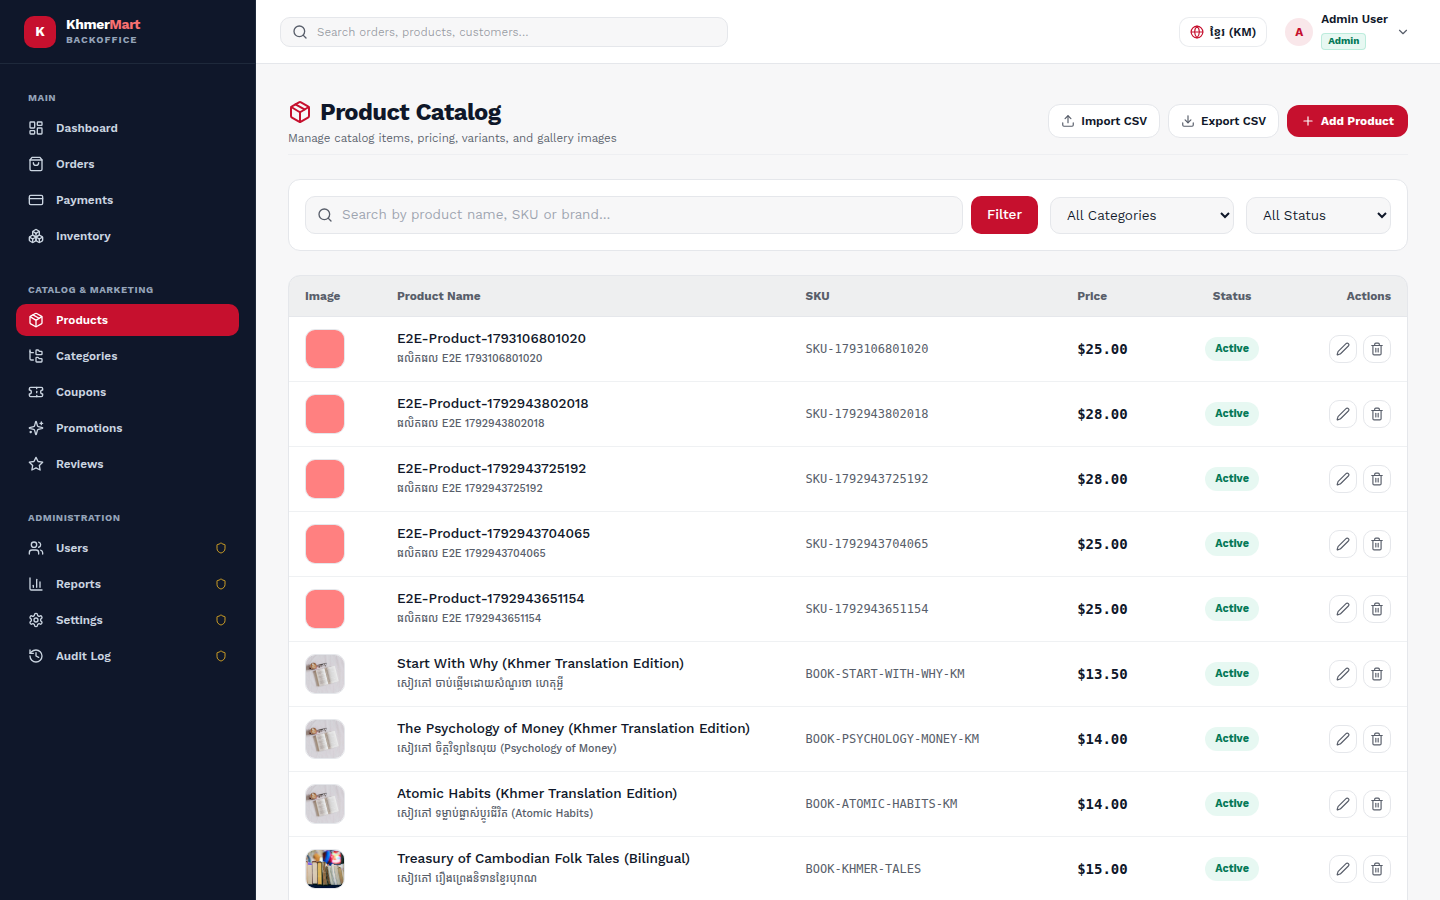 K
KhmerMart
BACKOFFICE
Search orders, products, customers...
ខ្មែរ (KM)
A
Admin User
Admin
MAIN
Dashboard
Orders
Payments
Inventory
CATALOG & MARKETING
Products
Categories
Coupons
Promotions
Reviews
ADMINISTRATION
Users
Reports
Settings
Audit Log
Product Catalog
Manage catalog items, pricing, variants, and gallery images
Import CSV
Export CSV
Add Product
Search by product name, SKU or brand...
Filter
All Categories
All Status
Image Product Name SKU Price Status Actions
E2E-Product-1793106801020
ផលិតផល E2E 1793106801020
SKU-1793106801020 $25.00 Active
E2E-Product-1792943802018
ផលិតផល E2E 1792943802018
SKU-1792943802018 $28.00 Active
E2E-Product-1792943725192
ផលិតផល E2E 1792943725192
SKU-1792943725192 $28.00 Active
E2E-Product-1792943704065
ផលិតផល E2E 1792943704065
SKU-1792943704065 $25.00 Active
E2E-Product-1792943651154
ផលិតផល E2E 1792943651154
SKU-1792943651154 $25.00 Active
Start With Why (Khmer Translation Edition)
សៀវភៅ ចាប់ផ្តើមដោយសំណួរថា ហេតុអ្វី
BOOK-START-WITH-WHY-KM $13.50 Active
The Psychology of Money (Khmer Translation Edition)
សៀវភៅ ចិត្តវិទ្យានៃលុយ (Psychology of Money)
BOOK-PSYCHOLOGY-MONEY-KM $14.00 Active
Atomic Habits (Khmer Translation Edition)
សៀវភៅ ទម្លាប់ផ្លាស់ប្តូរជីវិត (Atomic Habits)
BOOK-ATOMIC-HABITS-KM $14.00 Active
Treasury of Cambodian Folk Tales (Bilingual)
សៀវភៅ រឿងព្រេងនិទានខ្មែរបុរាណ
BOOK-KHMER-TALES $15.00 Active